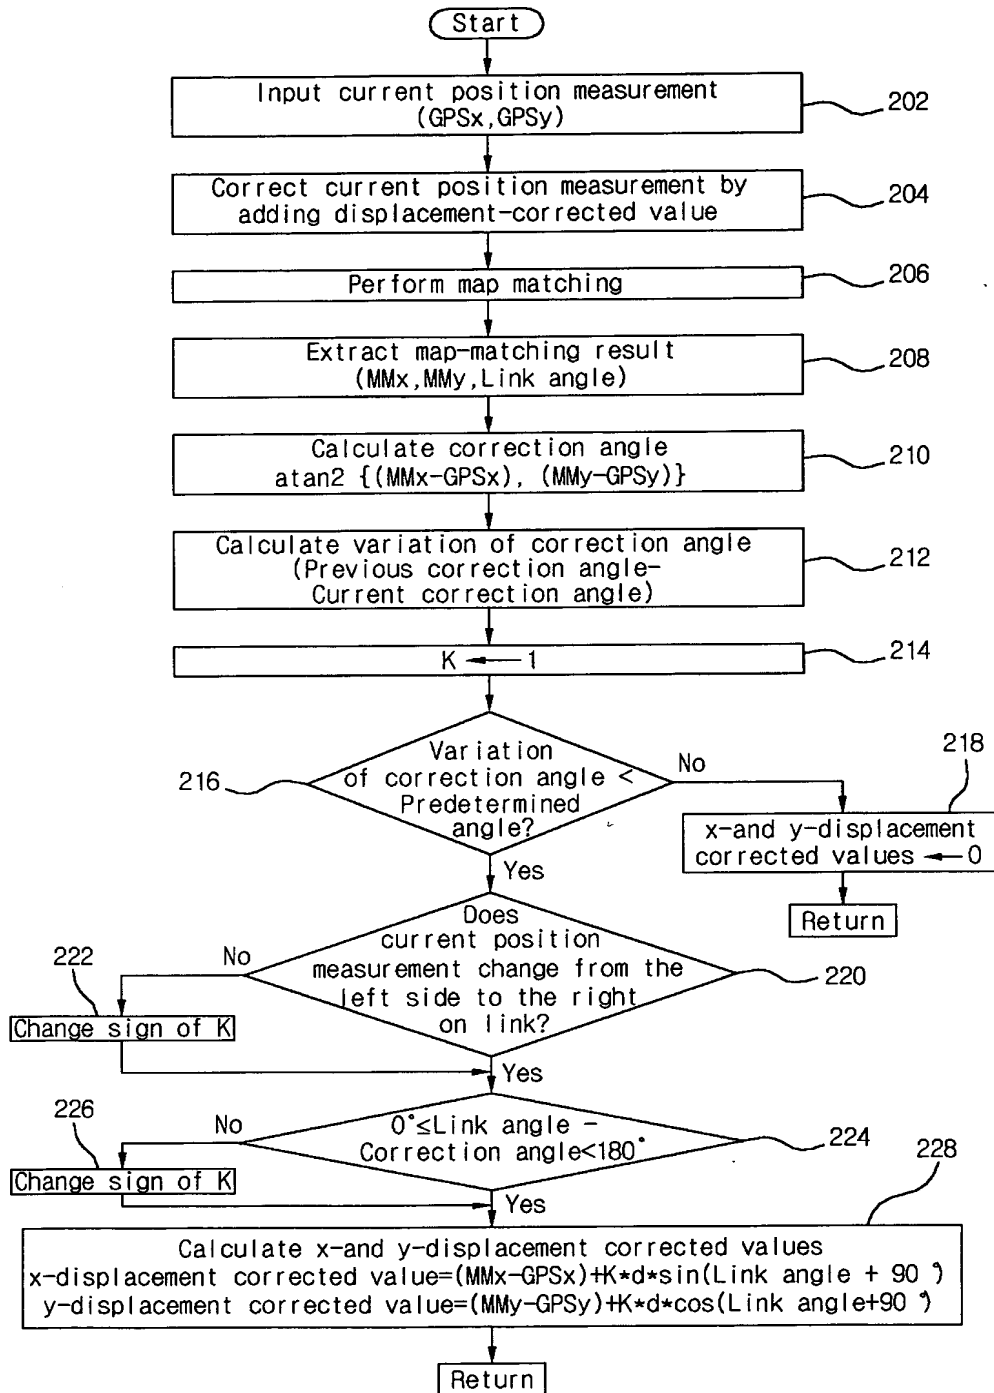 Start
Input current position measurement
(GPSx,GPSy)
202
Correct current position measurement by
adding displacement-corrected value
204
Perform map matching
206
Extract map-matching result
(MMx,MMy,Link angle)
208
Calculate correction angle
atan2 {(MMx-GPSx), (MMy-GPSy)}
210
Calculate variation of correction angle
(Previous correction angle-
Current correction angle)
212
K ← 1
214
Variation
of correction angle <
Predetermined
angle?
216
No
218
x-and y-displacement
corrected values ← 0
Return
Yes
Does
current position
measurement change from the
left side to the right
on link?
220
No
222
Change sign of K
Yes
0°≤Link angle -
Correction angle<180°
224
No
226
Change sign of K
Yes
228
Calculate x-and y-displacement corrected values
x-displacement corrected value=(MMx-GPSx)+K*d*sin(Link angle + 90°)
y-displacement corrected value=(MMy-GPSy)+K*d*cos(Link angle+90°)
Return